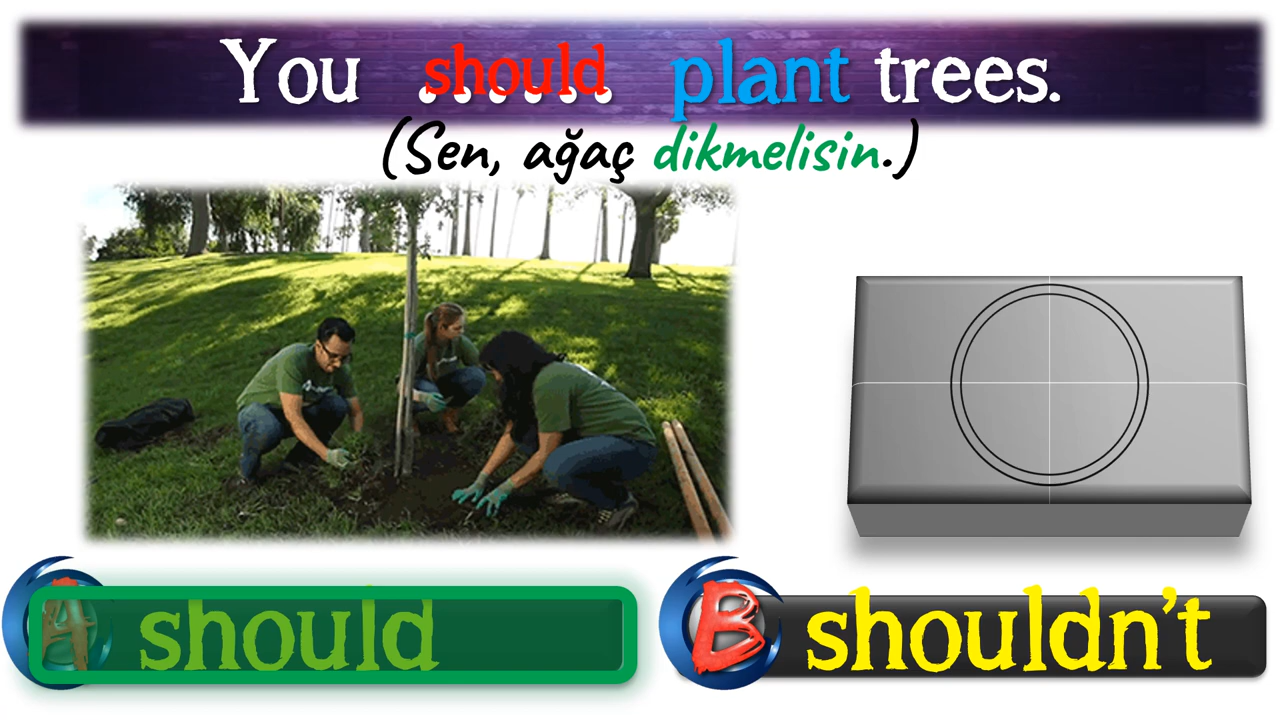 You should plant trees.
(Sen, ağaç dikmelisin.)
A should
B shouldn't